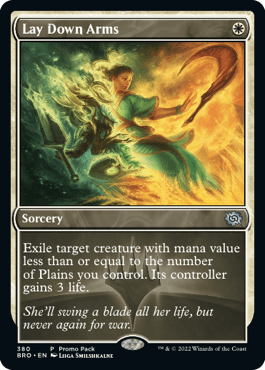 Lay Down Arms
Sorcery
Exile target creature with mana value
less than or equal to the number
of Plains you control. Its controller
gains 3 life.
She'll swing a blade all her life, but
never again for war.
380 P Promo Pack
BRO • EN Liiga Smilshkalne
™ & © 2022 Wizards of the Coast